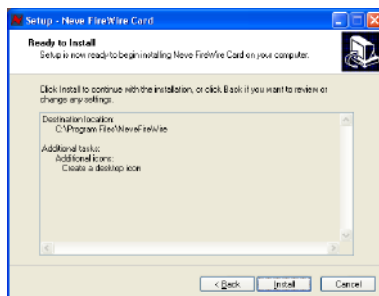 Setup - Neve FireWire Card
Ready to Install
Setup is now ready to begin installing Neve FireWire Card on your computer.
Click Install to continue with the installation, or click Back if you want to review or
change any settings.
Destination location:
C:\Program Files\NeveFireWire
Additional tasks:
Additional icons:
Create a desktop icon
< Back
Install
Cancel